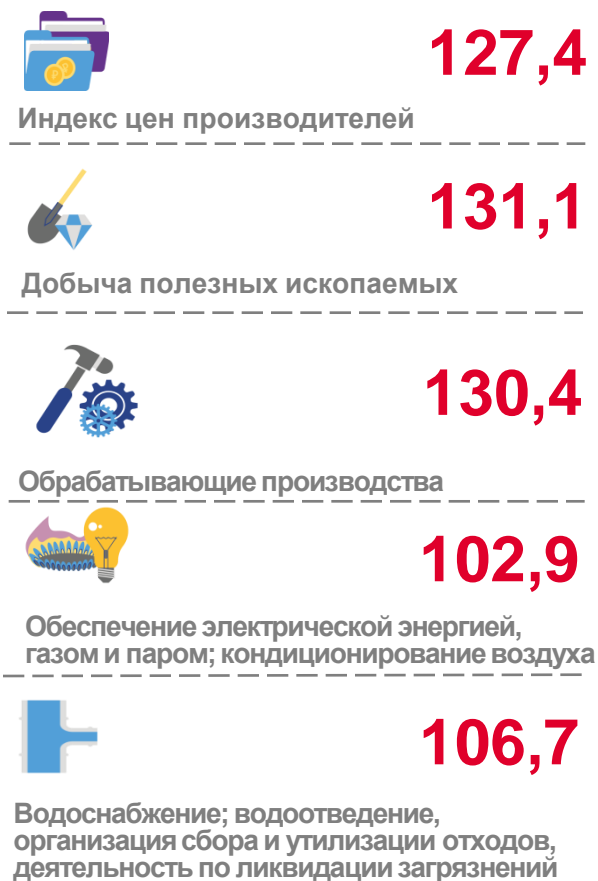 127,4
Индекс цен производителей
131,1
Добыча полезных ископаемых
130,4
Обрабатывающие производства
102,9
Обеспечение электрической энергией,
газом и паром; кондиционирование воздуха
106,7
Водоснабжение; водоотведение,
организация сбора и утилизации отходов,
деятельность по ликвидации загрязнений